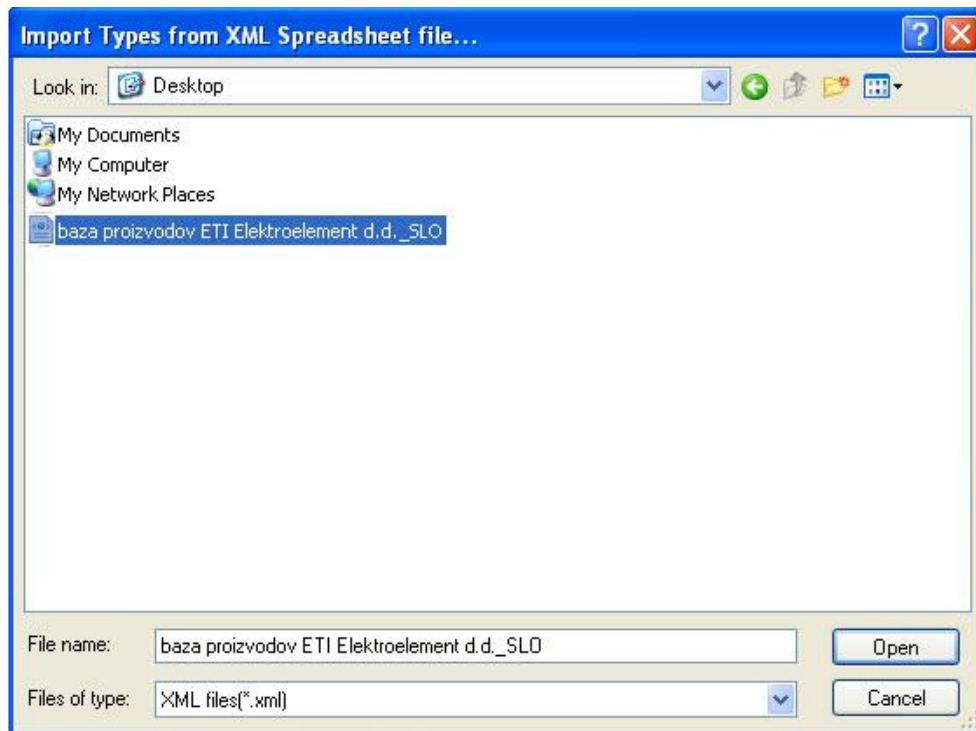 Import Types from XML Spreadsheet file...
Look in: Desktop
My Documents
My Computer
My Network Places
baza proizvodov ETI Elektroelement d.d._SLO
File name: baza proizvodov ETI Elektroelement d.d._SLO Open
Files of type: XML files(*.xml) Cancel